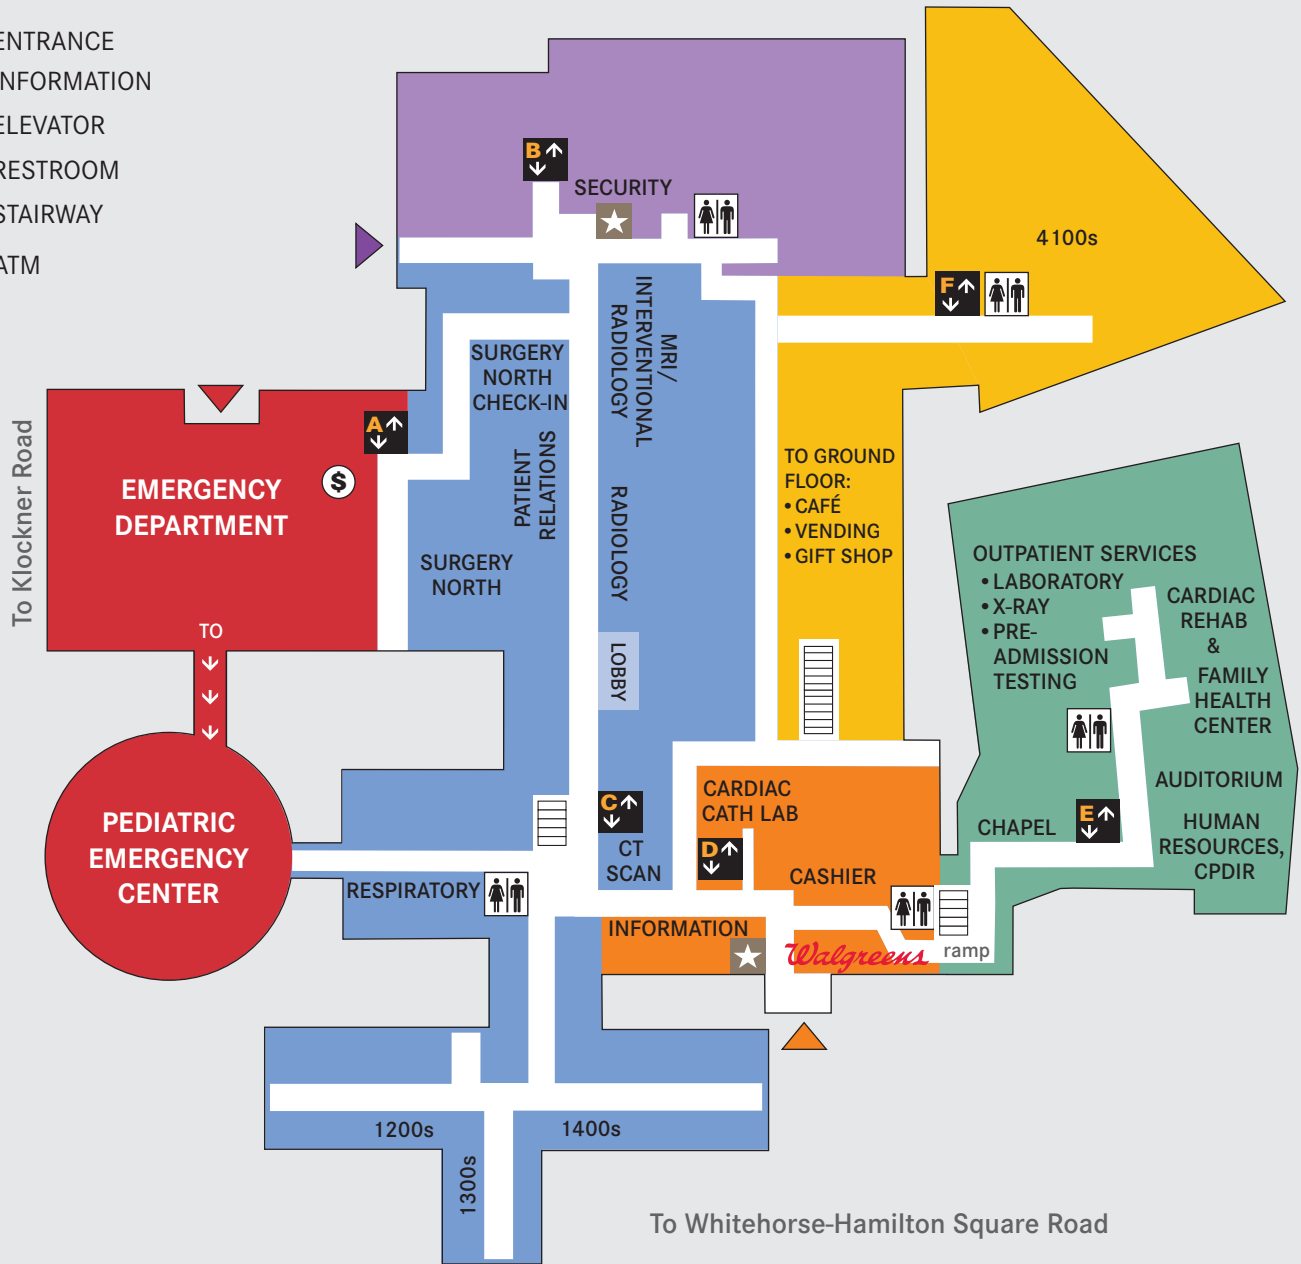 ENTRANCE
INFORMATION
ELEVATOR
RESTROOM
STAIRWAY
ATM
B
SECURITY
4100s
F
MRI/
INTERVENTIONAL
RADIOLOGY
SURGERY
NORTH
CHECK-IN
A
To Klockner Road
EMERGENCY
DEPARTMENT
$
PATIENT
RELATIONS
RADIOLOGY
TO GROUND
FLOOR:
• CAFÉ
• VENDING
• GIFT SHOP
SURGERY
NORTH
OUTPATIENT SERVICES
• LABORATORY
• X-RAY
• PRE-
ADMISSION
TESTING
CARDIAC
REHAB
&
FAMILY
HEALTH
CENTER
TO
LOBBY
AUDITORIUM
CARDIAC
CATH LAB
C
PEDIATRIC
EMERGENCY
CENTER
CHAPEL
E
HUMAN
RESOURCES,
CPDIR
CT
SCAN
D
CASHIER
RESPIRATORY
INFORMATION
Walgreens
ramp
1200s
1400s
1300s
To Whitehorse-Hamilton Square Road